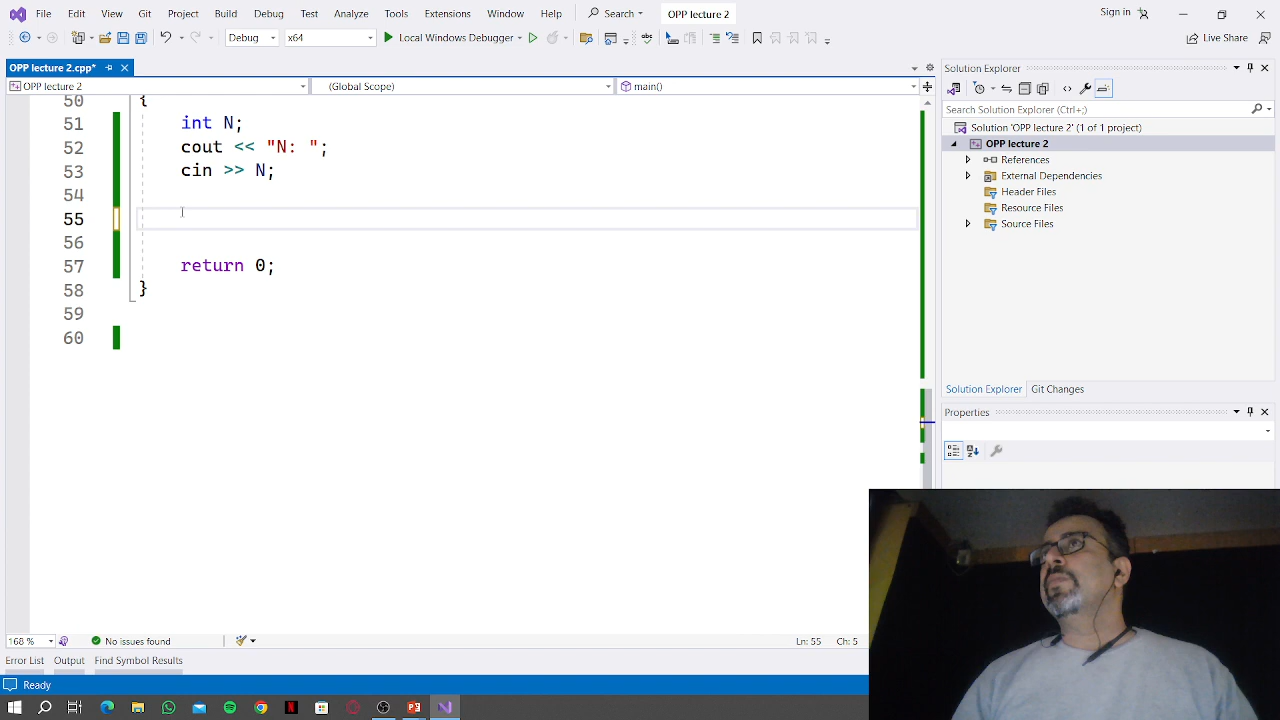 File Edit View Git Project Build Debug Test Analyze Tools Extensions Window Help Search OPP lecture 2 Sign in
Debug x64 Local Windows Debugger Live Share
OPP lecture 2.cpp*
OPP lecture 2 (Global Scope) main()
50 {
51 int N;
52 cout << "N: ";
53 cin >> N;
54
55
56
57 return 0;
58 }
59
60
Solution Explorer
Search Solution Explorer (Ctrl+;)
Solution 'OPP lecture 2' (1 of 1 project)
OPP lecture 2
References
External Dependencies
Header Files
Resource Files
Source Files
Solution Explorer Git Changes
Properties
168 % No issues found Ln: 55 Ch: 5
Error List Output Find Symbol Results
Ready